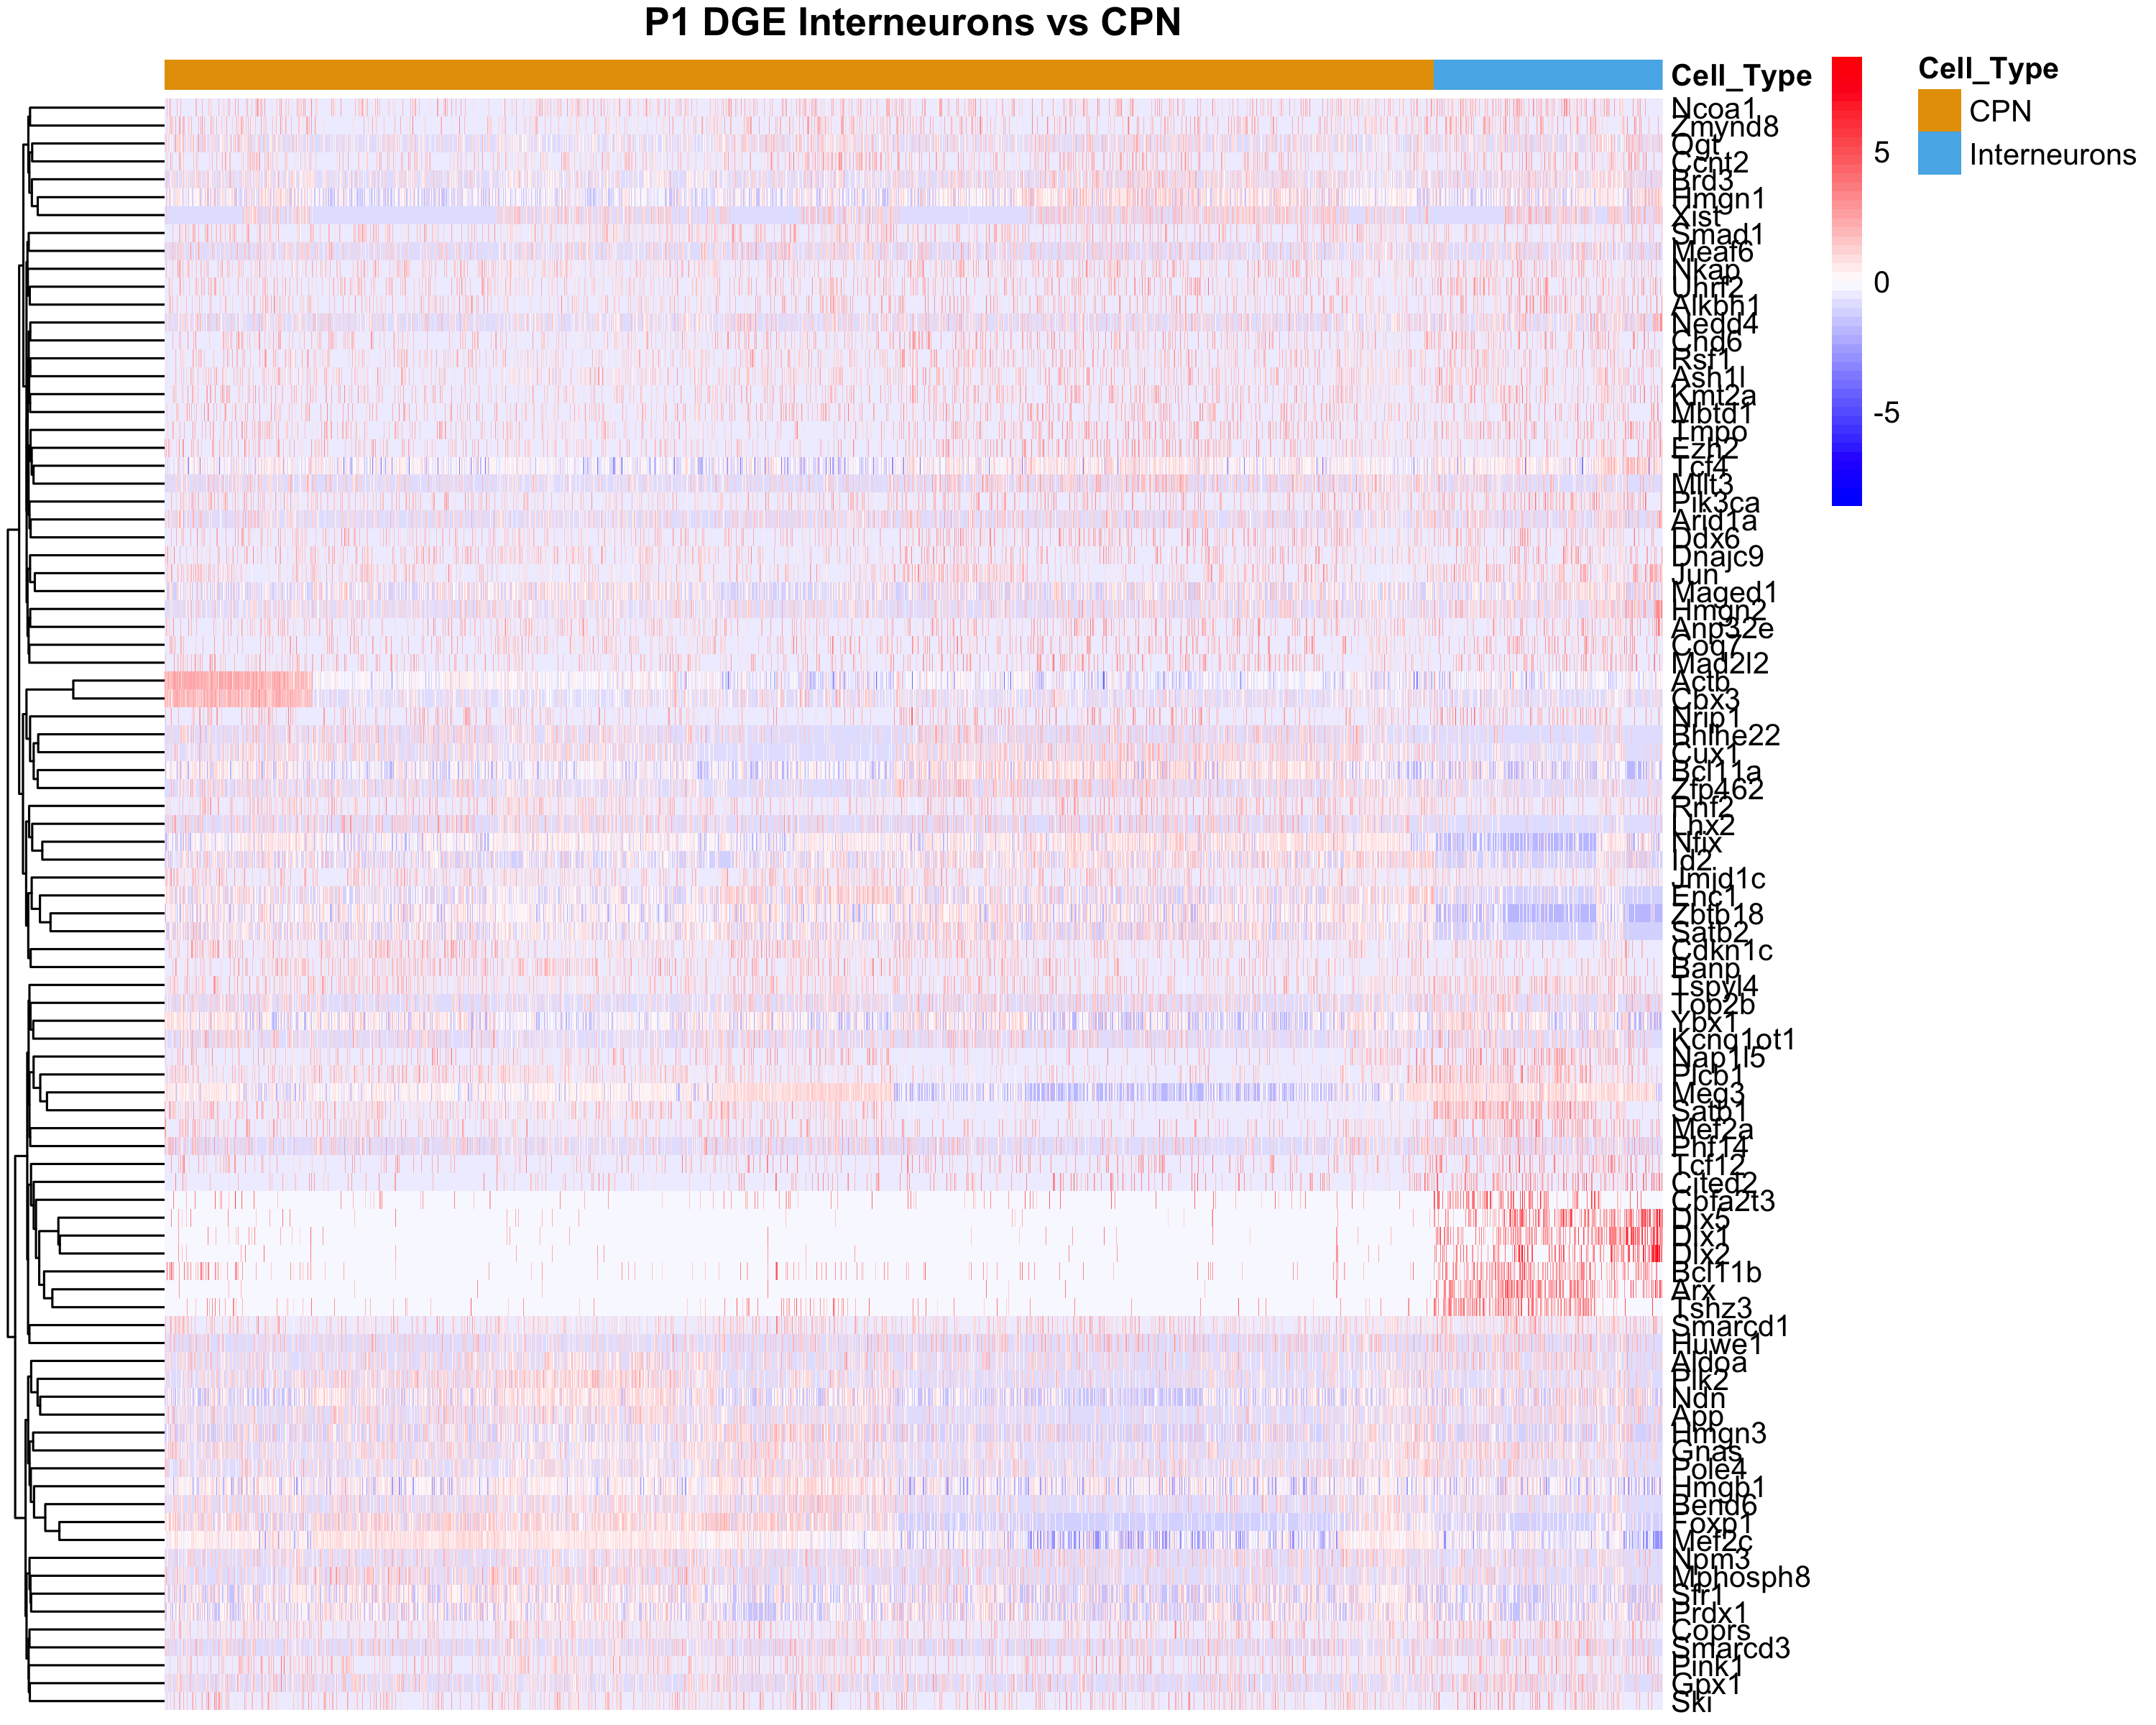 P1 DGE Interneurons vs CPN
Cell_Type
Ncoa1
Zmynd8
Ogt
Ccnt2
Brd3
Hmgn1
Xist
Smad1
Meaf6
Nkap
Uhrf2
Alkbh1
Nedd4
Chd6
Rsf1
Ash1l
Kmt2a
Mbtd1
Tmpo
Ezh2
Tcf4
Mllt3
Pik3ca
Arid1a
Ddx6
Dnajc9
Jun
Maged1
Hmgn2
Anp32e
Coq7
Mad2l2
Actb
Cbx3
Nrip1
Bhlhe22
Cux1
Bcl11a
Zfp462
Rnf2
Lhx2
Nfix
Id2
Jmjd1c
Enc1
Zbtb18
Satb2
Cdkn1c
Banp
Tspyl4
Top2b
Ybx1
Kcnq1ot1
Nap1l5
Plcb1
Meg3
Satb1
Mef2a
Phf14
Tcf12
Cited2
Cbfa2t3
Dlx5
Dlx1
Dlx2
Bcl11b
Arx
Tshz3
Smarcd1
Huwe1
Aldoa
Plk2
Ndn
App
Hmgn3
Gnas
Pole4
Hmgb1
Bend6
Foxp1
Mef2c
Npm3
Mphosph8
Sfr1
Prdx1
Coprs
Smarcd3
Pink1
Gpx1
Ski
5
0
-5
Cell_Type
CPN
Interneurons